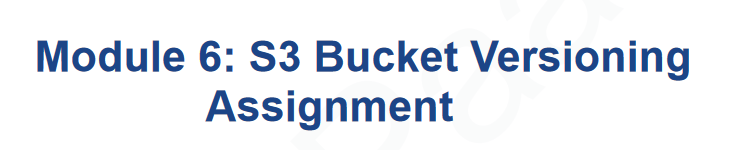 Module 6: S3 Bucket Versioning
Assignment